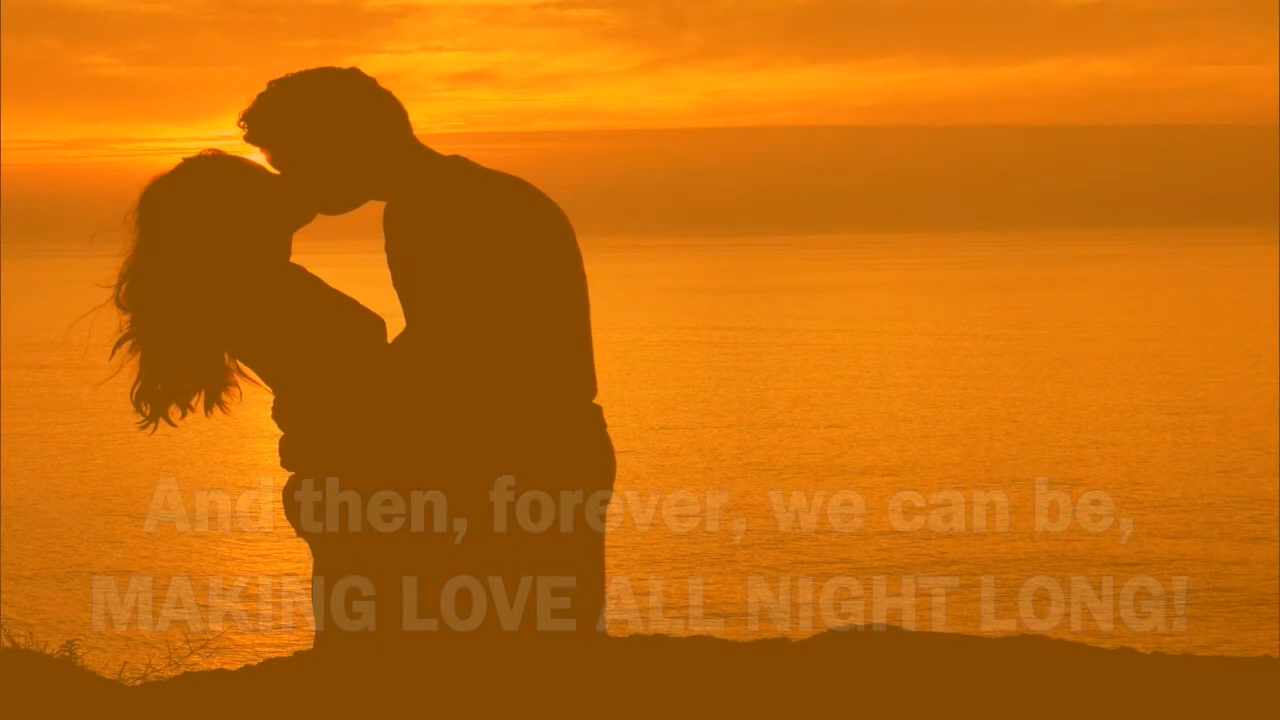 And then, forever, we can be,
MAKING LOVE ALL NIGHT LONG!